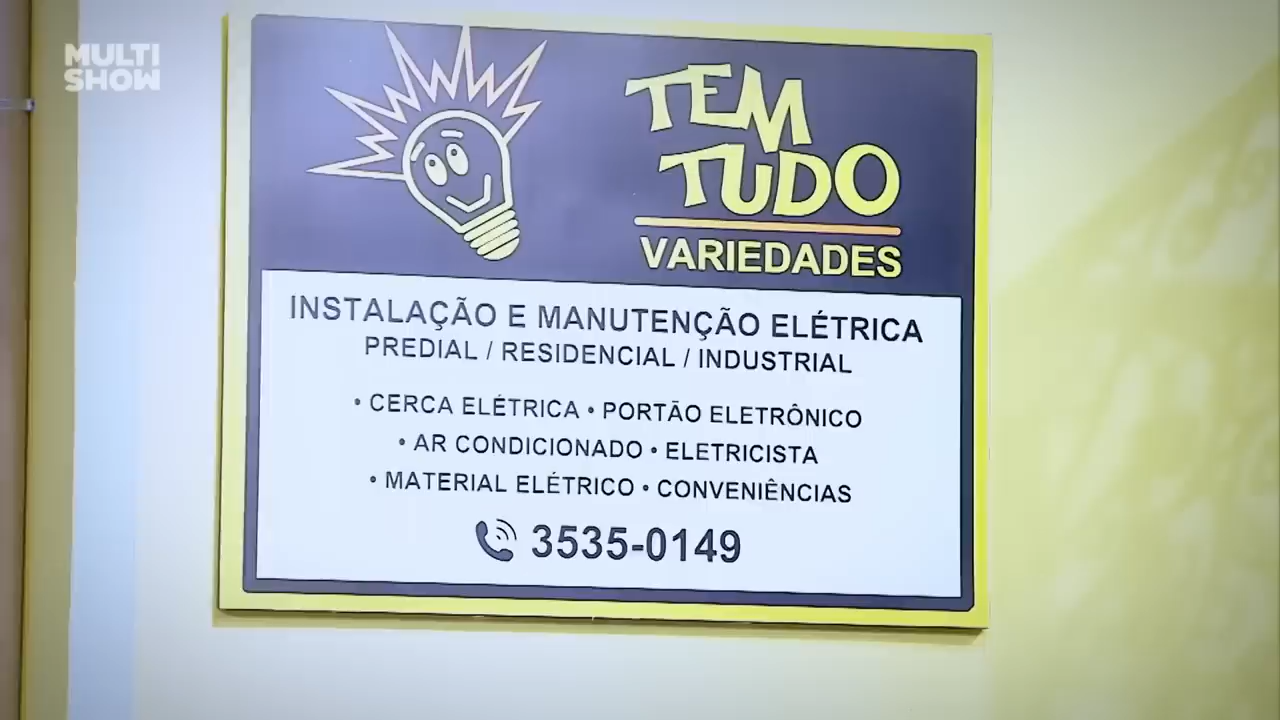 MULTI
SHOW
TEM
TUDO
VARIEDADES
INSTALAÇÃO E MANUTENÇÃO ELÉTRICA
PREDIAL / RESIDENCIAL / INDUSTRIAL
• CERCA ELÉTRICA • PORTÃO ELETRÔNICO
• AR CONDICIONADO • ELETRICISTA
• MATERIAL ELÉTRICO • CONVENIÊNCIAS
3535-0149